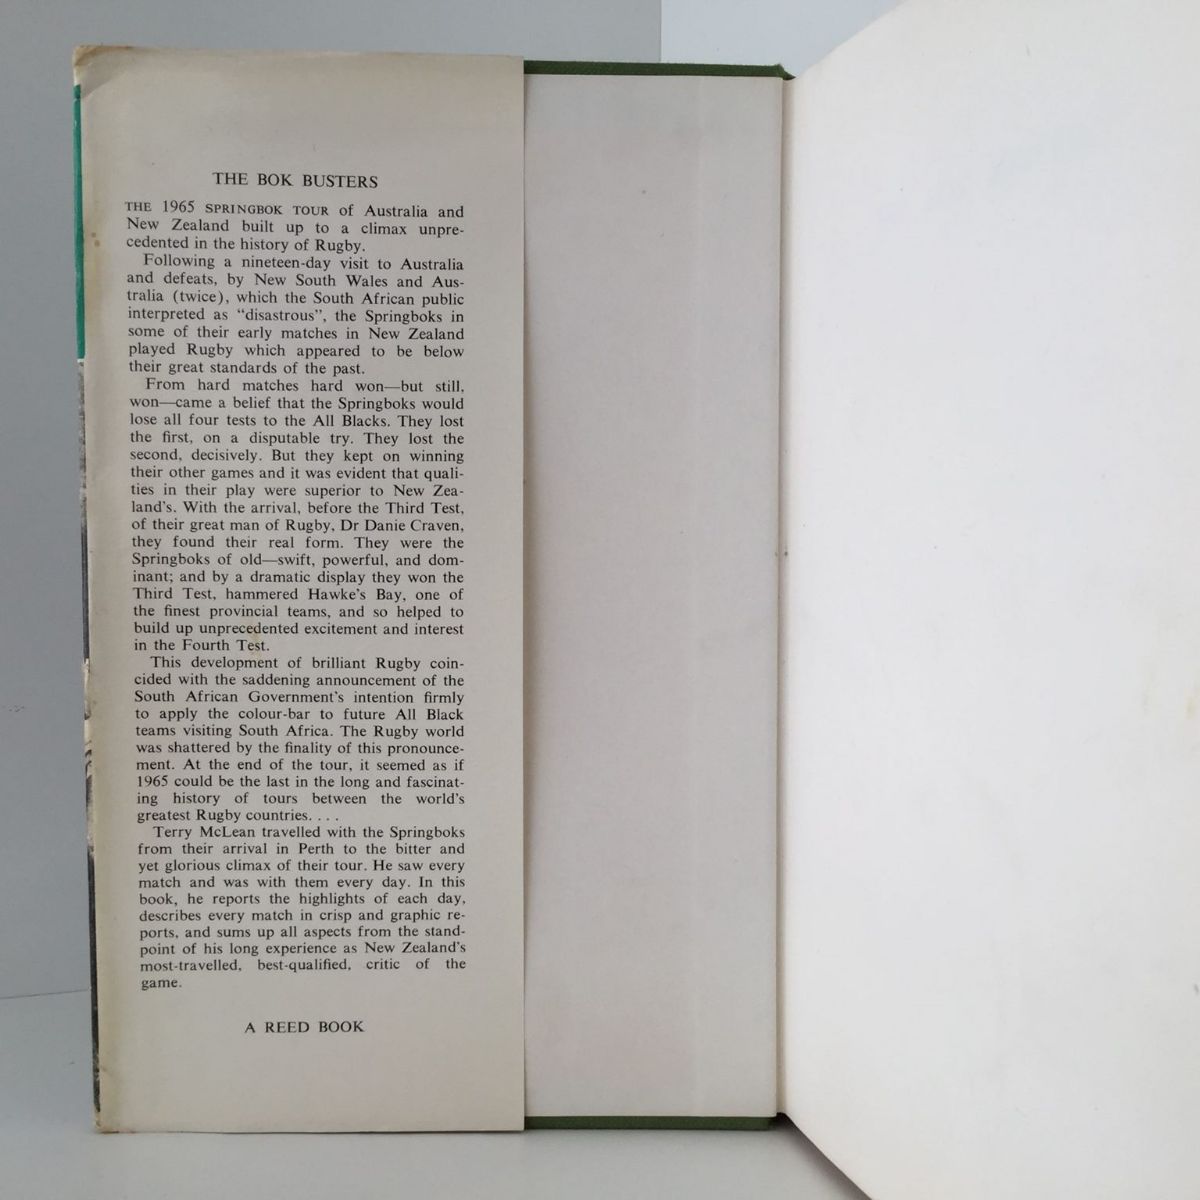 THE BOK BUSTERS
THE 1965 SPRINGBOK TOUR of Australia and
New Zealand built up to a climax unpre-
cedented in the history of Rugby.
Following a nineteen-day visit to Australia
and defeats, by New South Wales and Aus-
tralia (twice), which the South African public
interpreted as “disastrous”, the Springboks in
some of their early matches in New Zealand
played Rugby which appeared to be below
their great standards of the past.
From hard matches hard won—but still,
won—came a belief that the Springboks would
lose all four tests to the All Blacks. They lost
the first, on a disputable try. They lost the
second, decisively. But they kept on winning
their other games and it was evident that quali-
ties in their play were superior to New Zea-
land's. With the arrival, before the Third Test,
of their great man of Rugby, Dr Danie Craven,
they found their real form. They were the
Springboks of old—swift, powerful, and dom-
inant; and by a dramatic display they won the
Third Test, hammered Hawke's Bay, one of
the finest provincial teams, and so helped to
build up unprecedented excitement and interest
in the Fourth Test.
This development of brilliant Rugby coin-
cided with the saddening announcement of the
South African Government's intention firmly
to apply the colour-bar to future All Black
teams visiting South Africa. The Rugby world
was shattered by the finality of this pronounce-
ment. At the end of the tour, it seemed as if
1965 could be the last in the long and fascinat-
ing history of tours between the world's
greatest Rugby countries. . . .
Terry McLean travelled with the Springboks
from their arrival in Perth to the bitter and
yet glorious climax of their tour. He saw every
match and was with them every day. In this
book, he reports the highlights of each day,
describes every match in crisp and graphic re-
ports, and sums up all aspects from the stand-
point of his long experience as New Zealand's
most-travelled, best-qualified, critic of the
game.
A REED BOOK